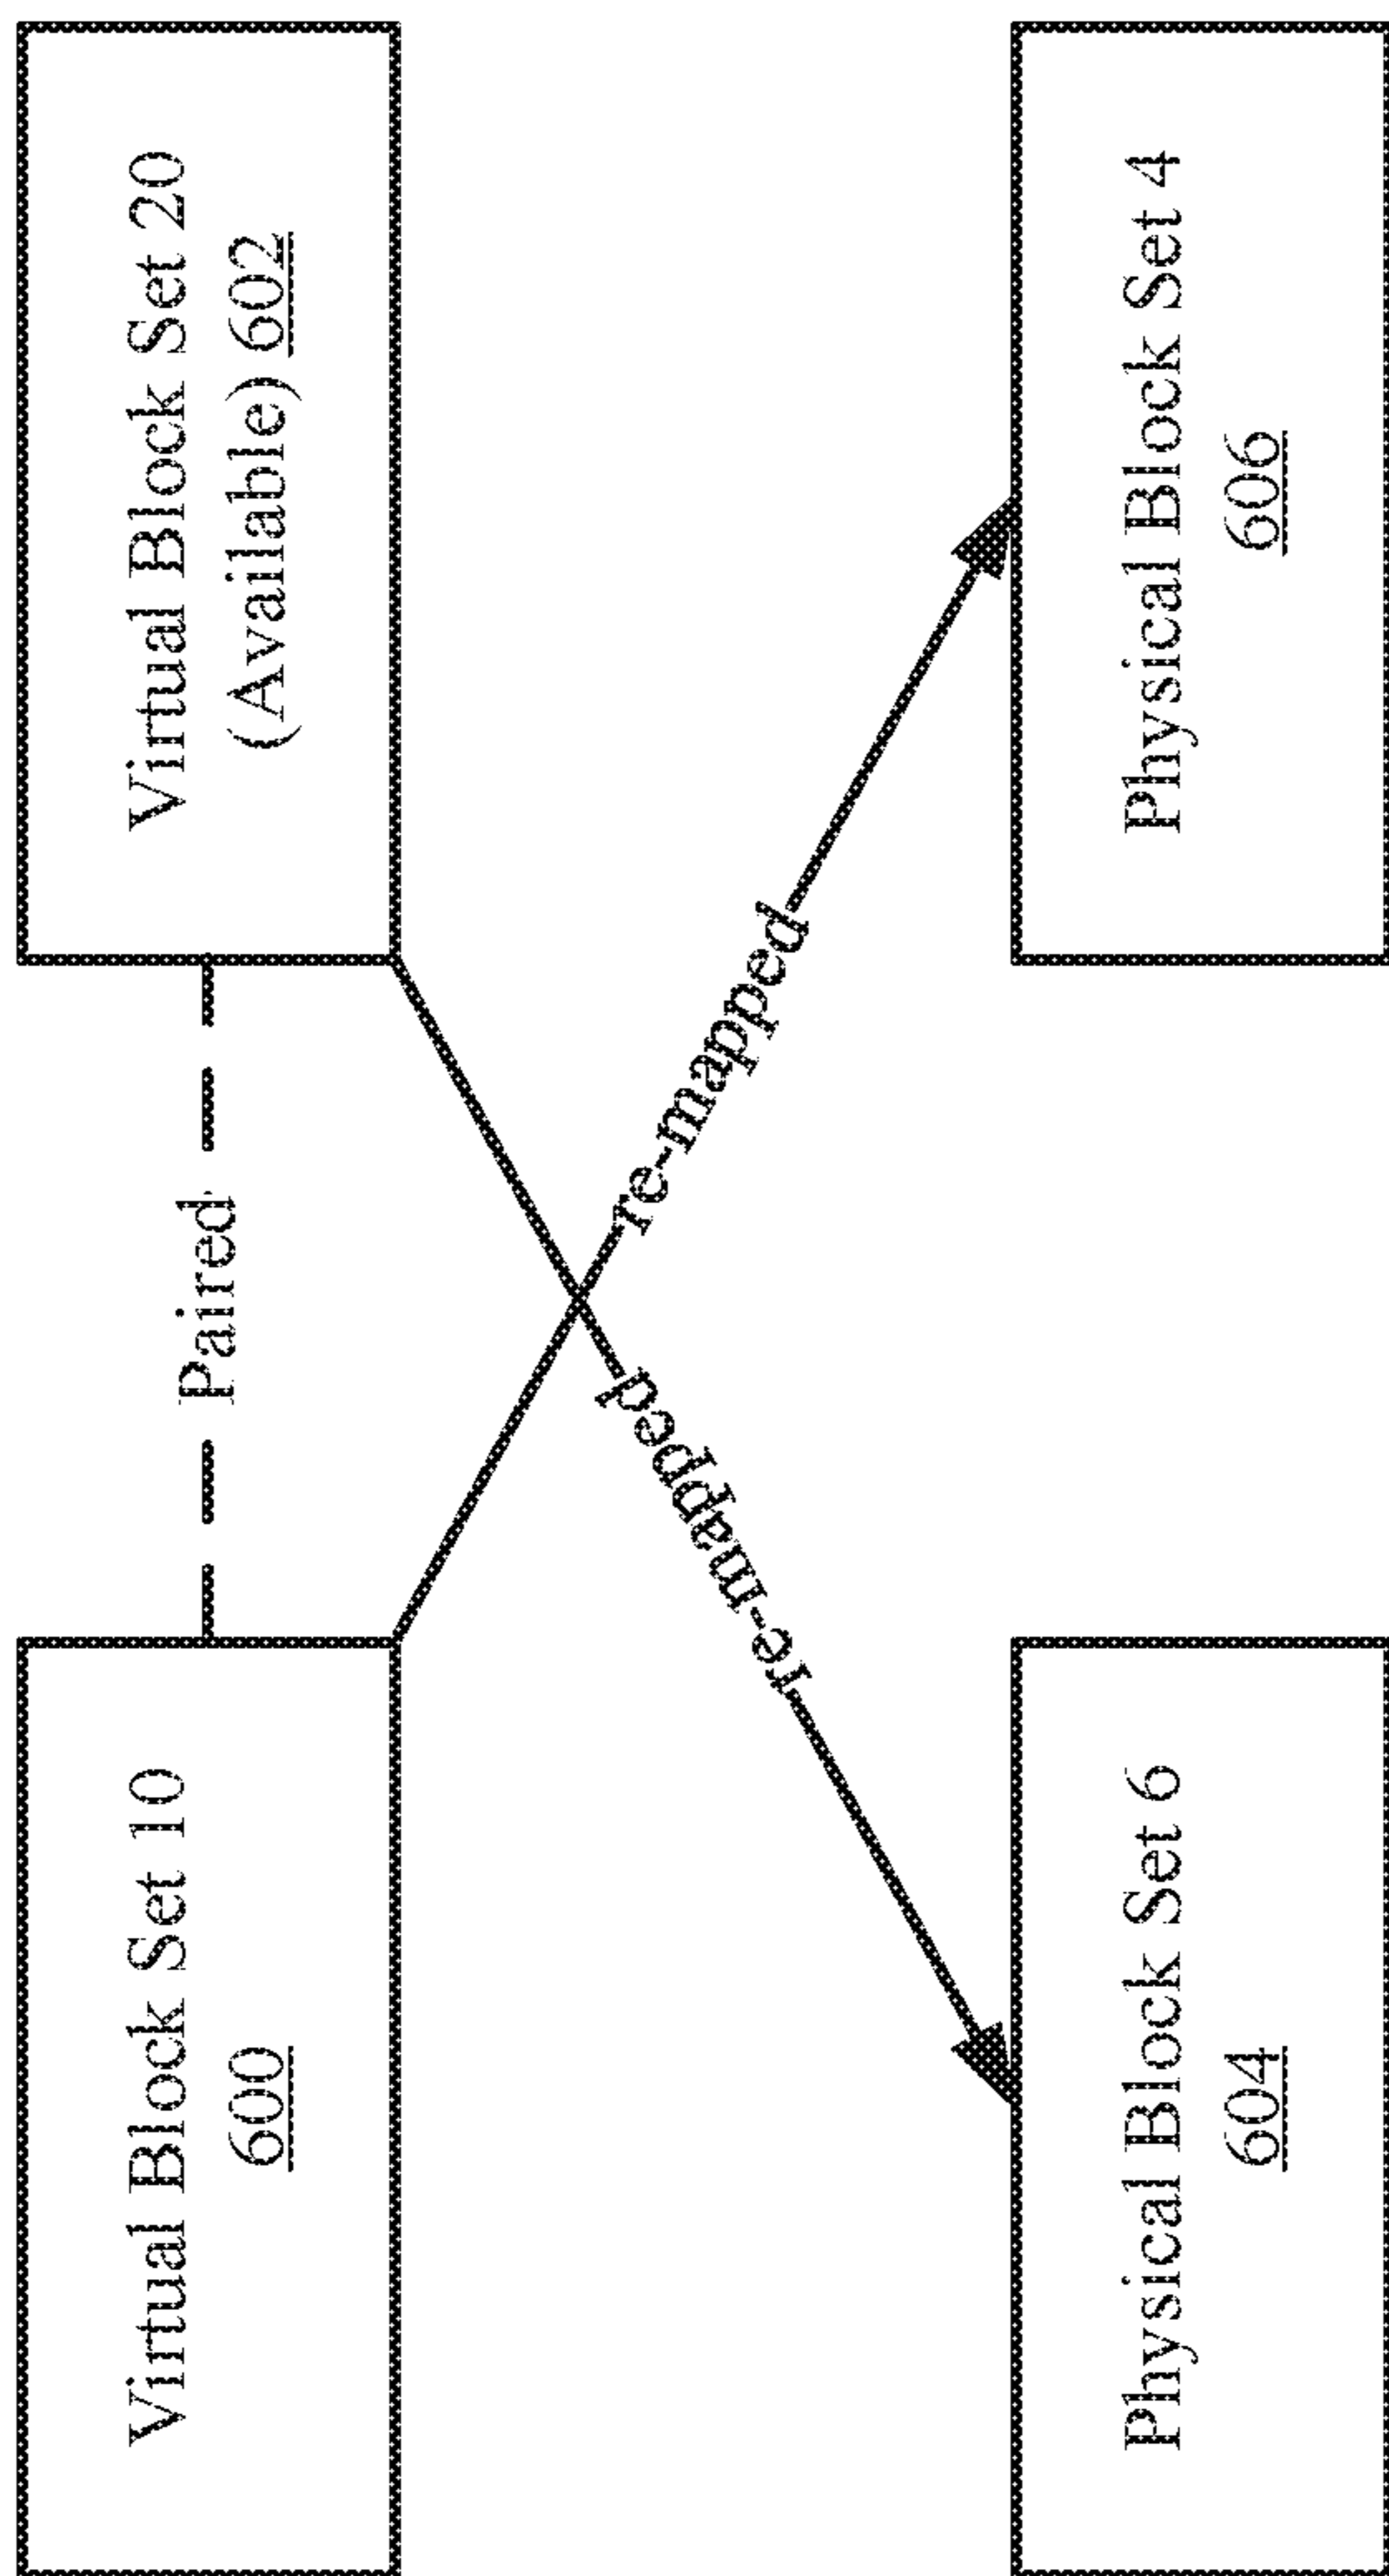 Virtual Block Set 10
600
Paired
Virtual Block Set 20
(Available) 602
re-mapped
re-mapped
Physical Block Set 6
604
Physical Block Set 4
606